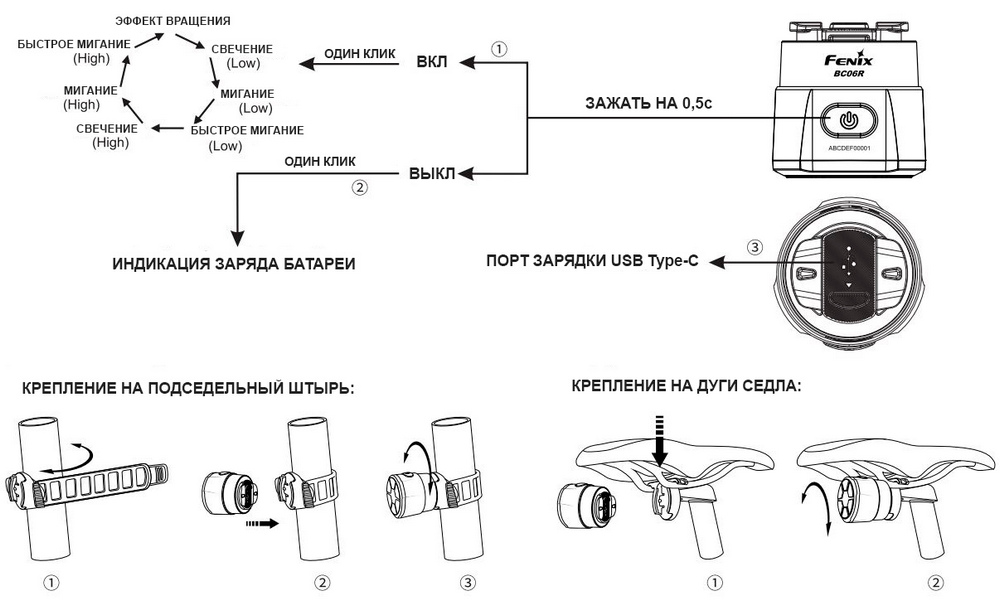 ЭФФЕКТ ВРАЩЕНИЯ
БЫСТРОЕ МИГАНИЕ
(High)
СВЕЧЕНИЕ
(Low)
МИГАНИЕ
(High)
МИГАНИЕ
(Low)
СВЕЧЕНИЕ
(High)
БЫСТРОЕ МИГАНИЕ
(Low)
ОДИН КЛИК
ВКЛ
①
ЗАЖАТЬ НА 0,5с
FENIX
BC06R
ABCDEF00001
ОДИН КЛИК
②
ВЫКЛ
ИНДИКАЦИЯ ЗАРЯДА БАТАРЕИ
ПОРТ ЗАРЯДКИ USB Type-C
③
КРЕПЛЕНИЕ НА ПОДСЕДЕЛЬНЫЙ ШТЫРЬ:
①
②
③
КРЕПЛЕНИЕ НА ДУГИ СЕДЛА:
①
②